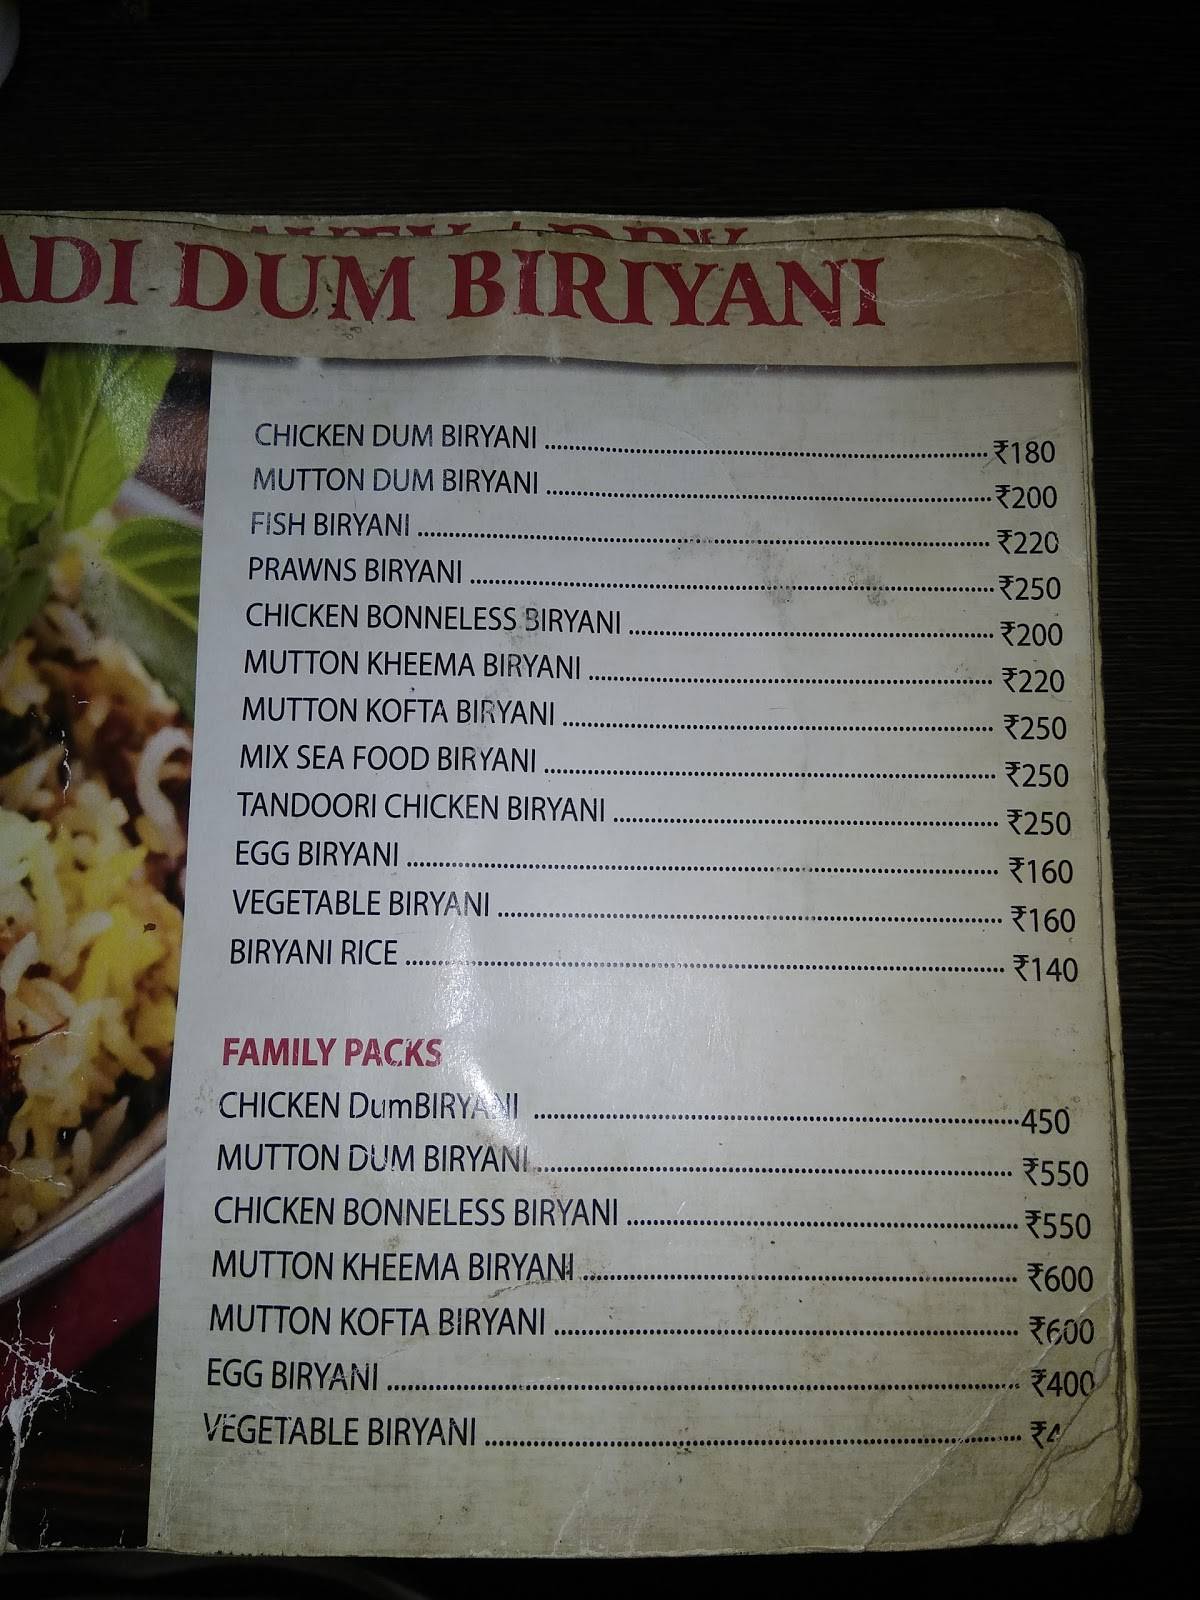 DUM BIRIYANI
CHICKEN DUM BIRYANI ₹180
MUTTON DUM BIRYANI ₹200
FISH BIRYANI ₹220
PRAWNS BIRYANI ₹250
CHICKEN BONNELESS BIRYANI ₹200
MUTTON KHEEMA BIRYANI ₹220
MUTTON KOFTA BIRYANI ₹250
MIX SEA FOOD BIRYANI ₹250
TANDOORI CHICKEN BIRYANI ₹250
EGG BIRYANI ₹160
VEGETABLE BIRYANI ₹160
BIRYANI RICE ₹140
FAMILY PACKS
CHICKEN DumBIRYANI 450
MUTTON DUM BIRYANI ₹550
CHICKEN BONNELESS BIRYANI ₹550
MUTTON KHEEMA BIRYANI ₹600
MUTTON KOFTA BIRYANI ₹600
EGG BIRYANI ₹400
VEGETABLE BIRYANI